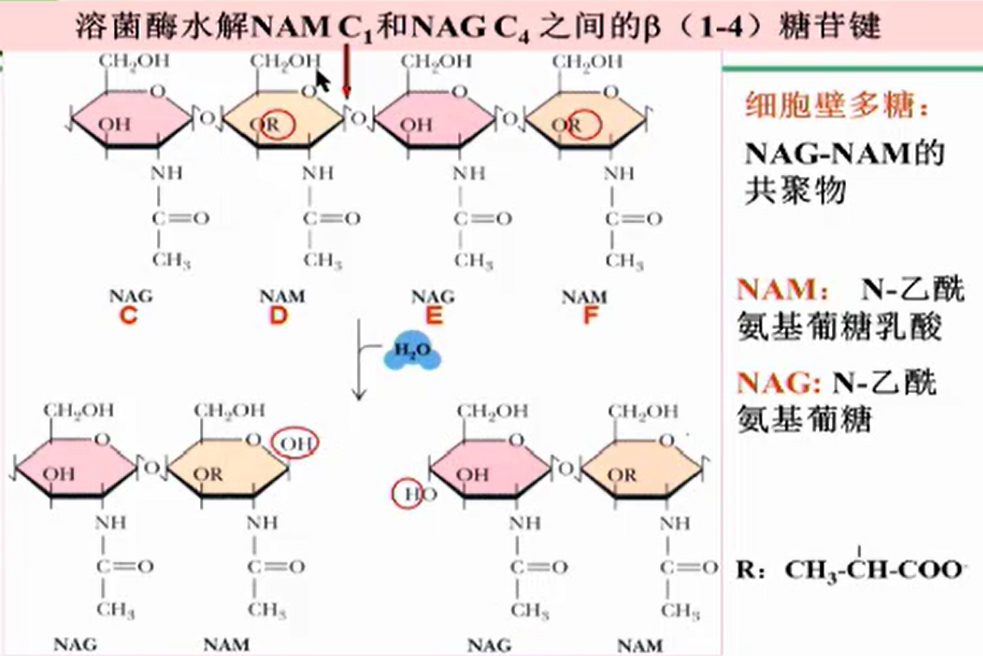 溶菌酶水解NAM C₁和NAG C₄ 之间的β（1-4）糖苷键
CH₂OH CH₂OH CH₂OH CH₂OH
O O O O
OH O OR O OH O OR
NH NH NH NH
C=O C=O C=O C=O
CH₃ CH₃ CH₃ CH₃
NAG NAM NAG NAM
C D E F
H₂O
CH₂OH CH₂OH CH₂OH CH₂OH
O O OH O O
OH O OR OH O OR
HO
NH NH NH NH
C=O C=O C=O C=O
CH₃ CH₃ CH₃ CH₃
NAG NAM NAG NAM
细胞壁多糖：
NAG-NAM的
共聚物
NAM： N-乙酰
氨基葡糖乳酸
NAG: N-乙酰
氨基葡糖
R：CH₃-CH-COO⁻